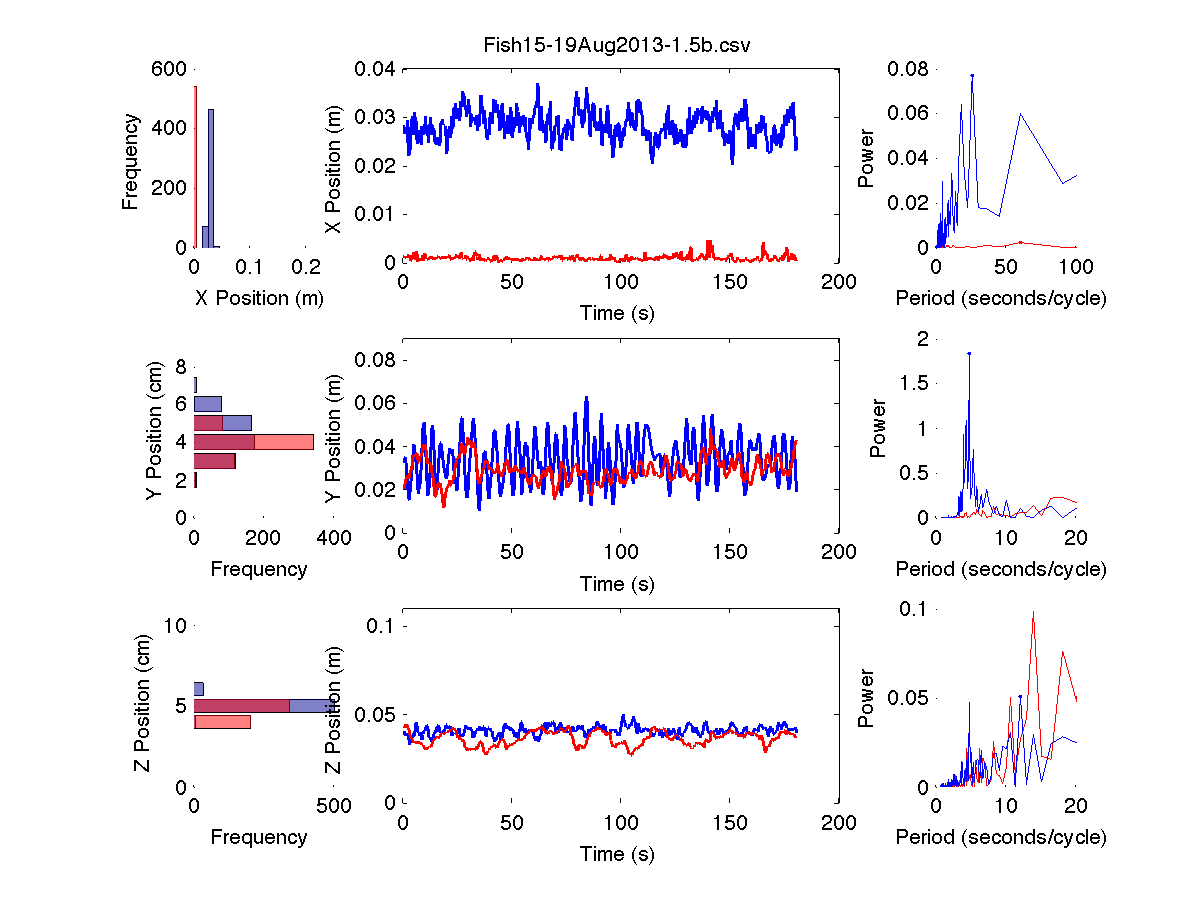 Fish15-19Aug2013-1.5b.csv
600
400
200
0
Frequency
0 0.1 0.2
X Position (m)
0.04
0.03
0.02
0.01
0
X Position (m)
0 50 100 150 200
Time (s)
0.08
0.06
0.04
0.02
0
Power
0 50 100
Period (seconds/cycle)
8
6
4
2
0
Y Position (cm)
0 200 400
Frequency
0.08
0.06
0.04
0.02
0
Y Position (m)
0 50 100 150 200
Time (s)
2
1.5
1
0.5
0
Power
0 10 20
Period (seconds/cycle)
10
5
0
Z Position (cm)
0 500
Frequency
0.1
0.05
0
Z Position (m)
0 50 100 150 200
Time (s)
0.1
0.05
0
Power
0 10 20
Period (seconds/cycle)